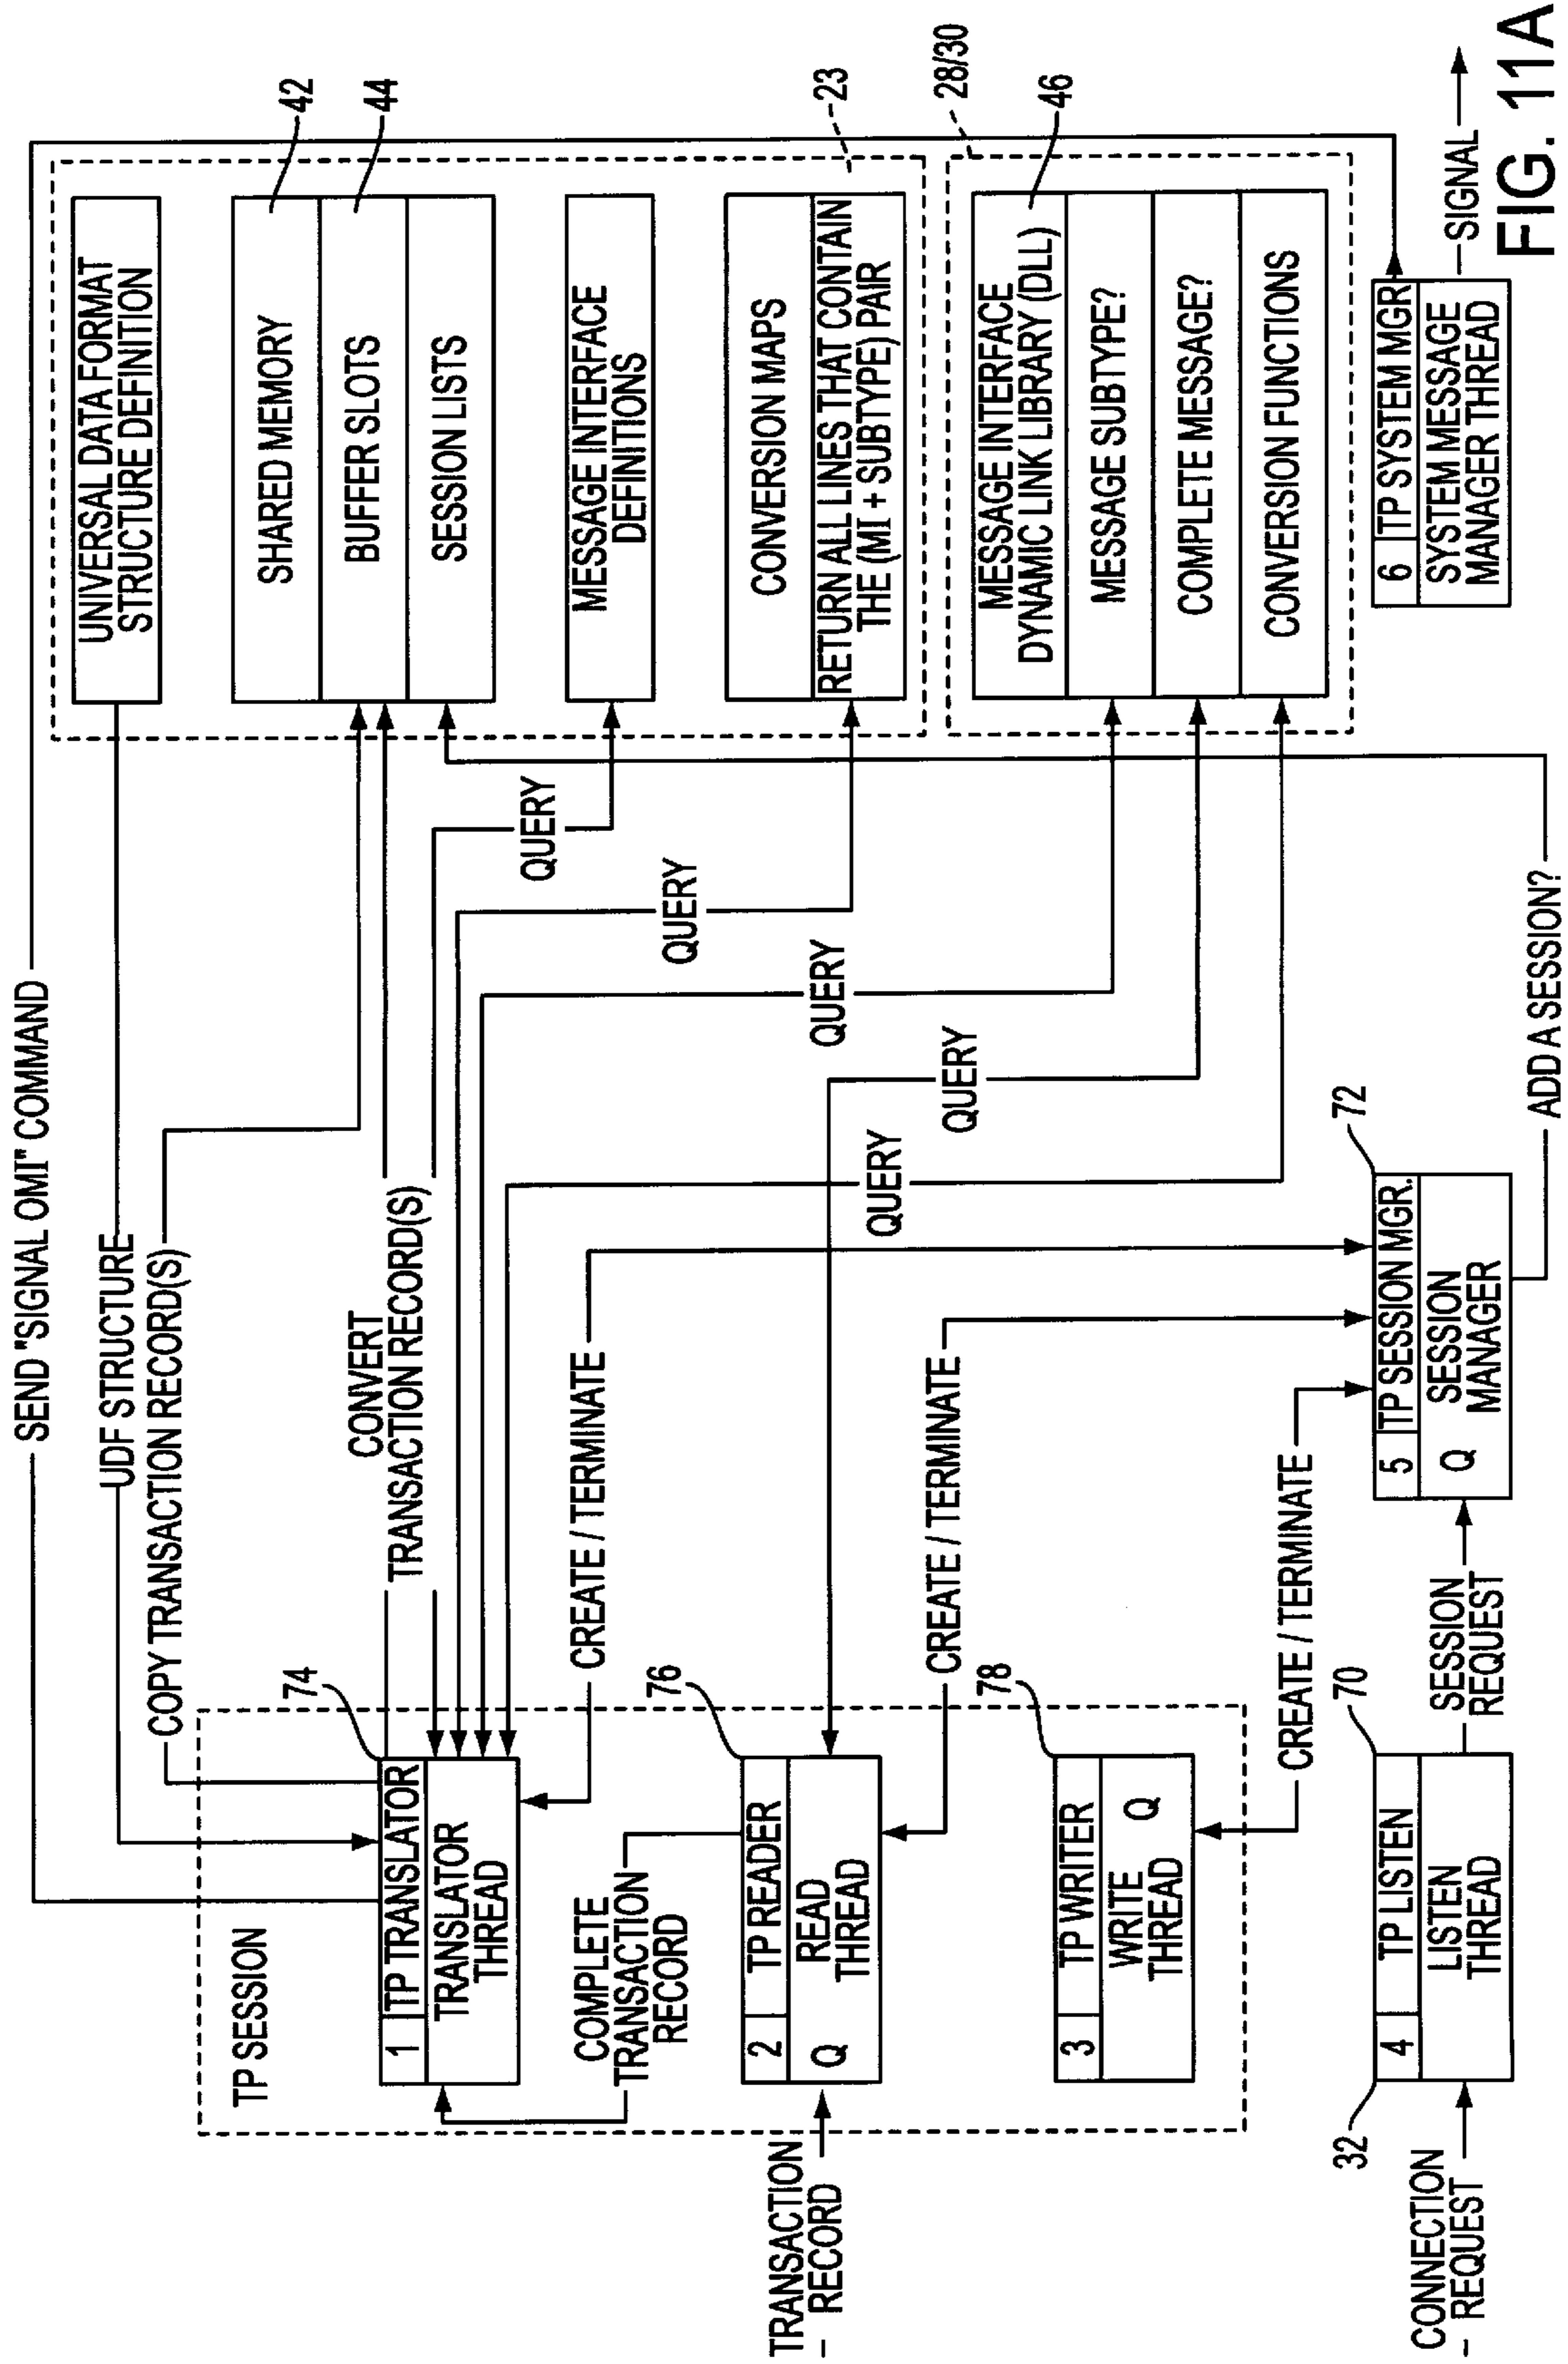 SEND "SIGNAL OMI" COMMAND
UDF STRUCTURE
COPY TRANSACTION RECORD(S)
CONVERT
TRANSACTION RECORD(S)
TP SESSION
74
1 TP TRANSLATOR
TRANSLATOR
THREAD
COMPLETE
TRANSACTION
RECORD
76
2 TP READER
Q READ
THREAD
TRANSACTION
RECORD
78
3 TP WRITER
WRITE Q
THREAD
CREATE / TERMINATE
CREATE / TERMINATE
CREATE / TERMINATE
32
70
4 TP LISTEN
LISTEN
THREAD
CONNECTION
REQUEST
SESSION
REQUEST
72
5 TP SESSION MGR.
Q SESSION
MANAGER
ADD A SESSION?
QUERY
QUERY
QUERY
QUERY
QUERY
UNIVERSAL DATA FORMAT
STRUCTURE DEFINITION
42
SHARED MEMORY
44
BUFFER SLOTS
SESSION LISTS
MESSAGE INTERFACE
DEFINITIONS
CONVERSION MAPS
RETURN ALL LINES THAT CONTAIN
THE (MI + SUBTYPE) PAIR
23
28/30
46
MESSAGE INTERFACE
DYNAMIC LINK LIBRARY (DLL)
MESSAGE SUBTYPE?
COMPLETE MESSAGE?
CONVERSION FUNCTIONS
6 TP SYSTEM MGR
SYSTEM MESSAGE
MANAGER THREAD
SIGNAL
FIG. 11A